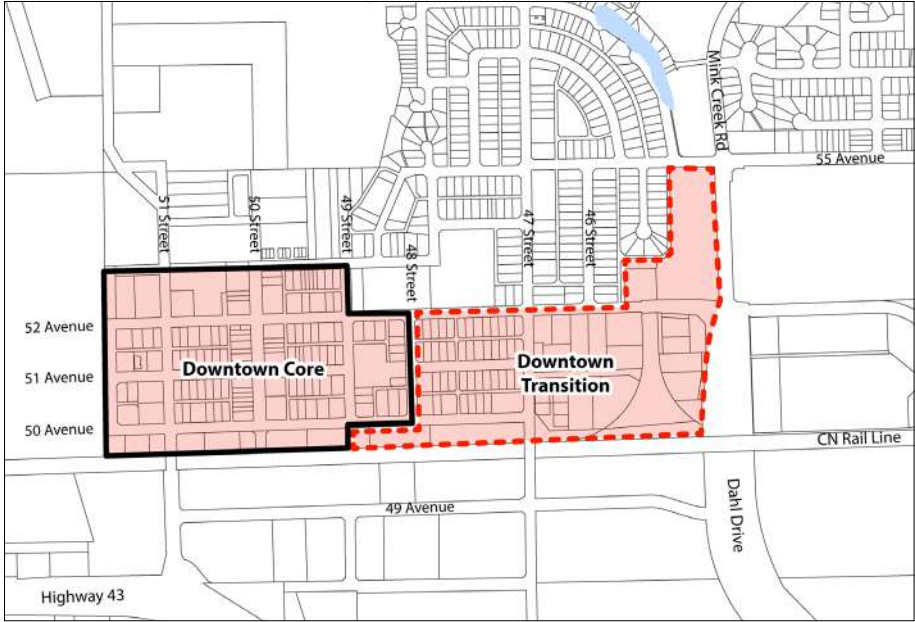 Mink Creek Rd
55 Avenue
51 Street
50 Street
49 Street
48 Street
47 Street
46 Street
52 Avenue
51 Avenue
50 Avenue
Downtown Core
Downtown
Transition
CN Rail Line
49 Avenue
Dahl Drive
Highway 43